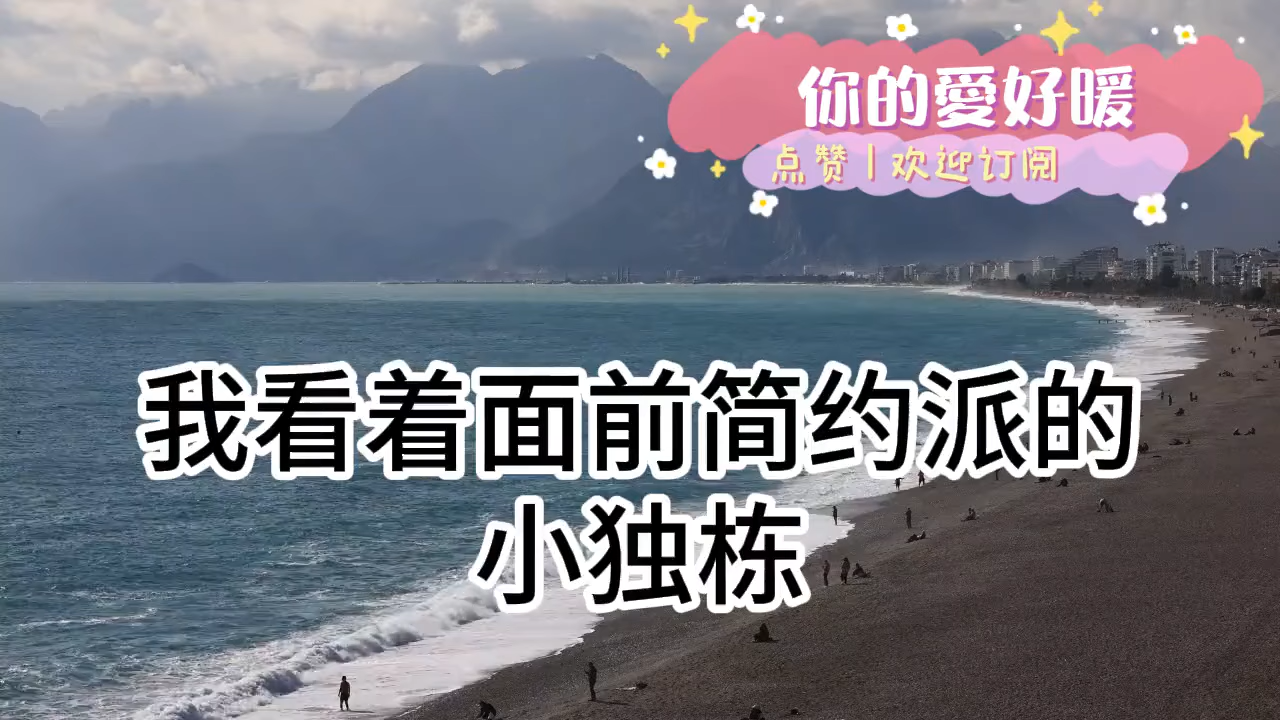 你的愛好暖
点赞|欢迎订阅
我看着面前简约派的
小独栋